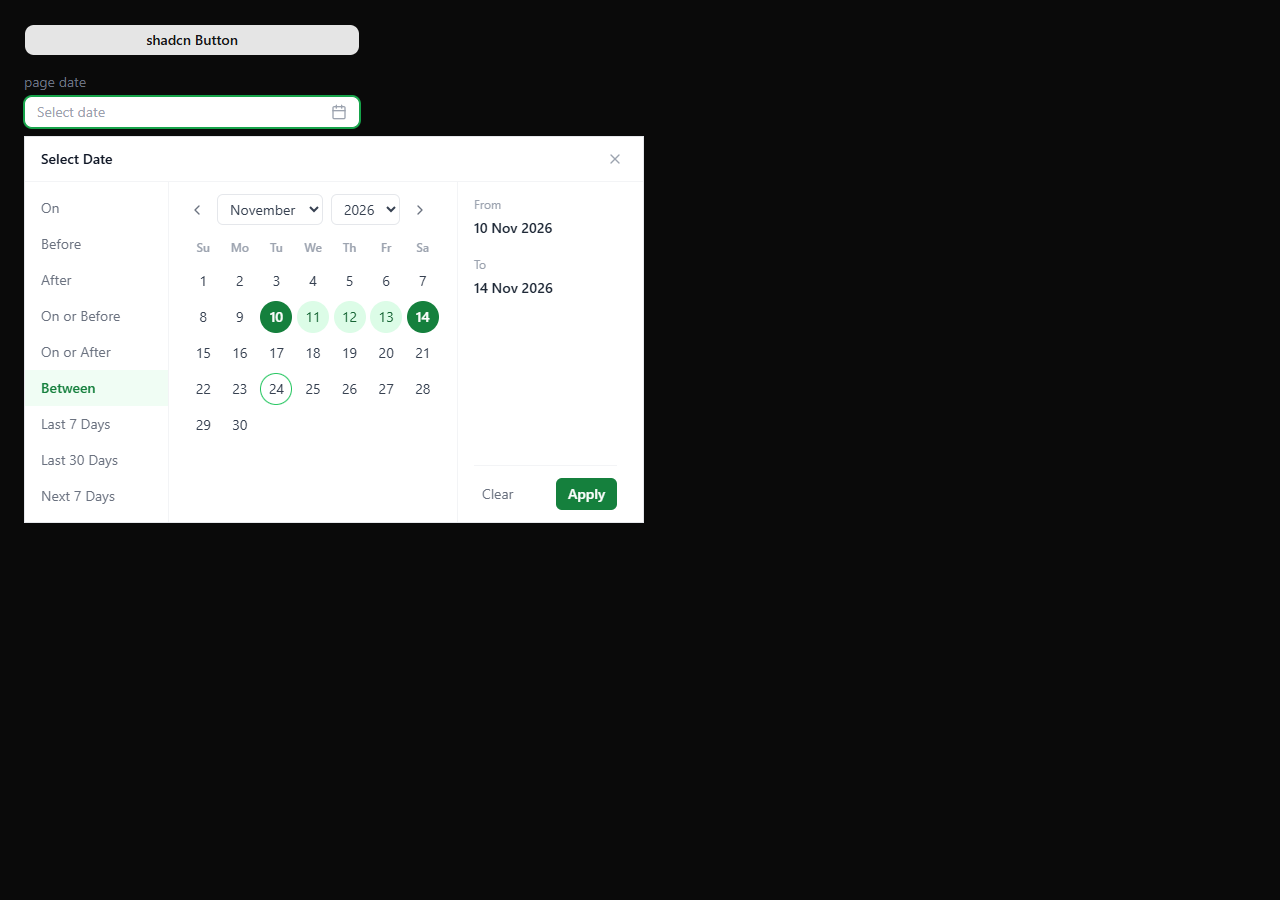 shadcn Button
page date
Select date
Select Date
On
Before
After
On or Before
On or After
Between
Last 7 Days
Last 30 Days
Next 7 Days
November 2026
Su Mo Tu We Th Fr Sa
1 2 3 4 5 6 7
8 9 10 11 12 13 14
15 16 17 18 19 20 21
22 23 24 25 26 27 28
29 30
From
10 Nov 2026
To
14 Nov 2026
Clear Apply